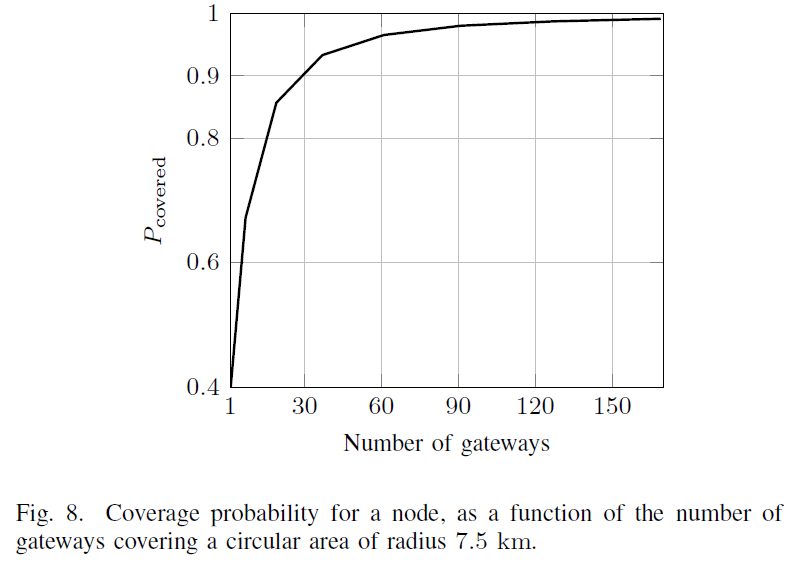 1
0.9
0.8
0.6
0.4
P covered
1 30 60 90 120 150
Number of gateways
Fig. 8. Coverage probability for a node, as a function of the number of
gateways covering a circular area of radius 7.5 km.